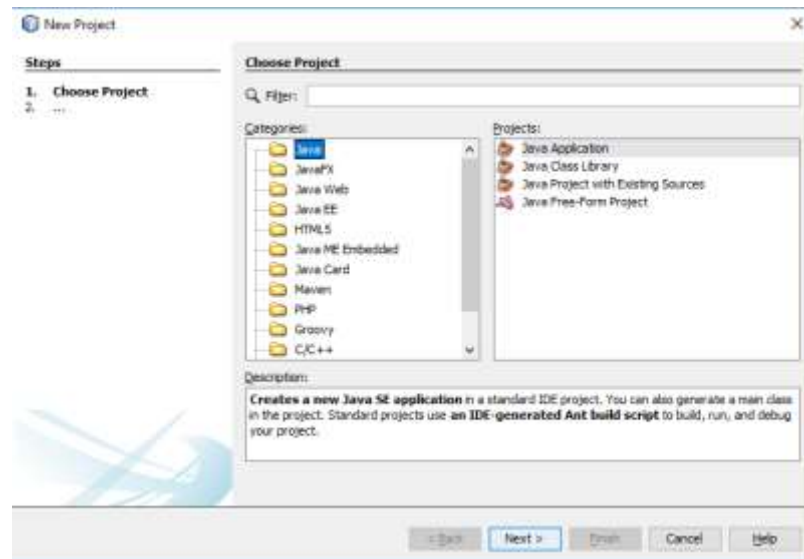 New Project
Steps
1. Choose Project
2. ...
Choose Project
Filter:
Categories:
Java
JavaFX
Java Web
Java EE
HTML5
Java ME Embedded
Java Card
Maven
PHP
Groovy
C/C++
Projects:
Java Application
Java Class Library
Java Project with Existing Sources
Java Free-Form Project
Description:
Creates a new Java SE application in a standard IDE project. You can also generate a main class
in the project. Standard projects use an IDE-generated Ant build script to build, run, and debug
your project.
< Back
Next >
Finish
Cancel
Help